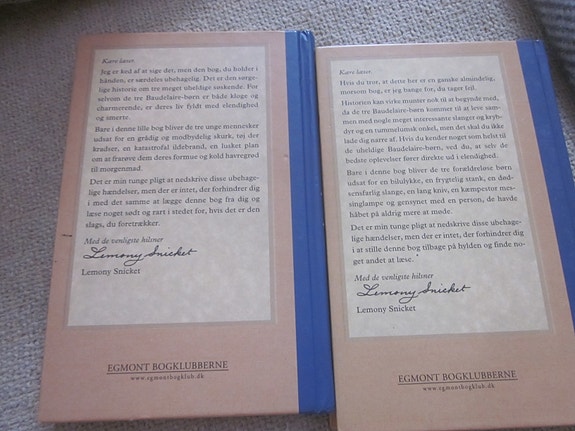 Kære læser.
Jeg er ked af at sige det, men den bog, du holder i
hånden, er særdeles ubehagelig. Det er den sørge-
lige historie om tre meget uheldige søskende. For
selvom de tre Baudelaire-børn er både kloge og
charmerende, er deres liv fyldt med elendighed
og smerte.
Bare i denne lille bog bliver de tre unge mennesker
udsat for en grådig og modbydelig skurk, tøj der
kradser, en katastrofal ildebrand, en lusket plan
om at frarøve dem deres formue og kold havregrød
til morgenmad.
Det er min tunge pligt at nedskrive disse ubehage-
lige hændelser, men der er intet, der forhindrer dig
i med det samme at lægge denne bog fra dig og
læse noget sødt og rart i stedet for, hvis det er den
slags, du foretrækker.
Med de venligste hilsner
Lemony Snicket
Lemony Snicket
EGMONT BOGKLUBBERNE
www.egmontbogklub.dk
Kære læser.
Hvis du tror, at dette her er en ganske almindelig,
morsom bog, er jeg bange for, du tager fejl.
Historien kan virke munter nok til at begynde med,
da de tre Baudelaire-børn kommer til at leve sam-
men med nogle meget interessante slanger og kryb-
dyr og en tummelumsk onkel, men det skal du ikke
lade dig narre af. Hvis du kender noget som helst til
de uheldige Baudelaire-børn, ved du, at selv de
bedste oplevelser fører direkte ud i elendighed.
Bare i denne bog bliver de tre forældreløse børn
udsat for en bilulykke, en frygtelig stank, en død-
sensfarlig slange, en lang kniv, en kæmpestor mes-
singlampe og gensynet med en person, de havde
håbet på aldrig mere at møde.
Det er min tunge pligt at nedskrive disse ubehage-
lige hændelser, men der er intet, der forhindrer dig
i at stille denne bog tilbage på hylden og finde no-
get andet at læse.
Med de venligste hilsner
Lemony Snicket
Lemony Snicket
EGMONT BOGKLUBBERNE
www.egmontbogklub.dk